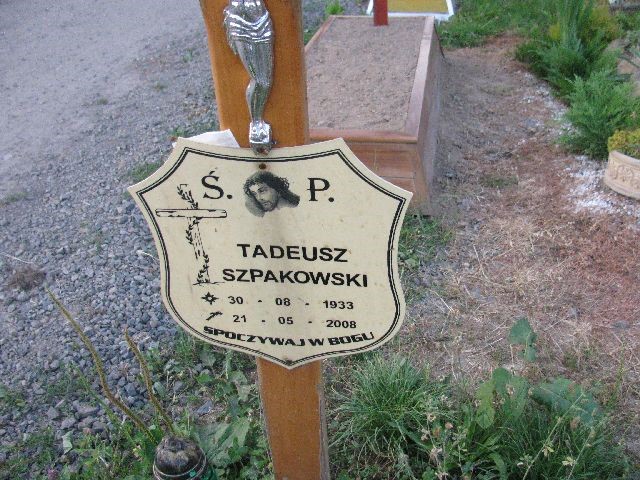 Ś. P.
TADEUSZ
SZPAKOWSKI
30 - 08 - 1933
21 - 05 - 2008
SPOCZYWAJ W BOGU